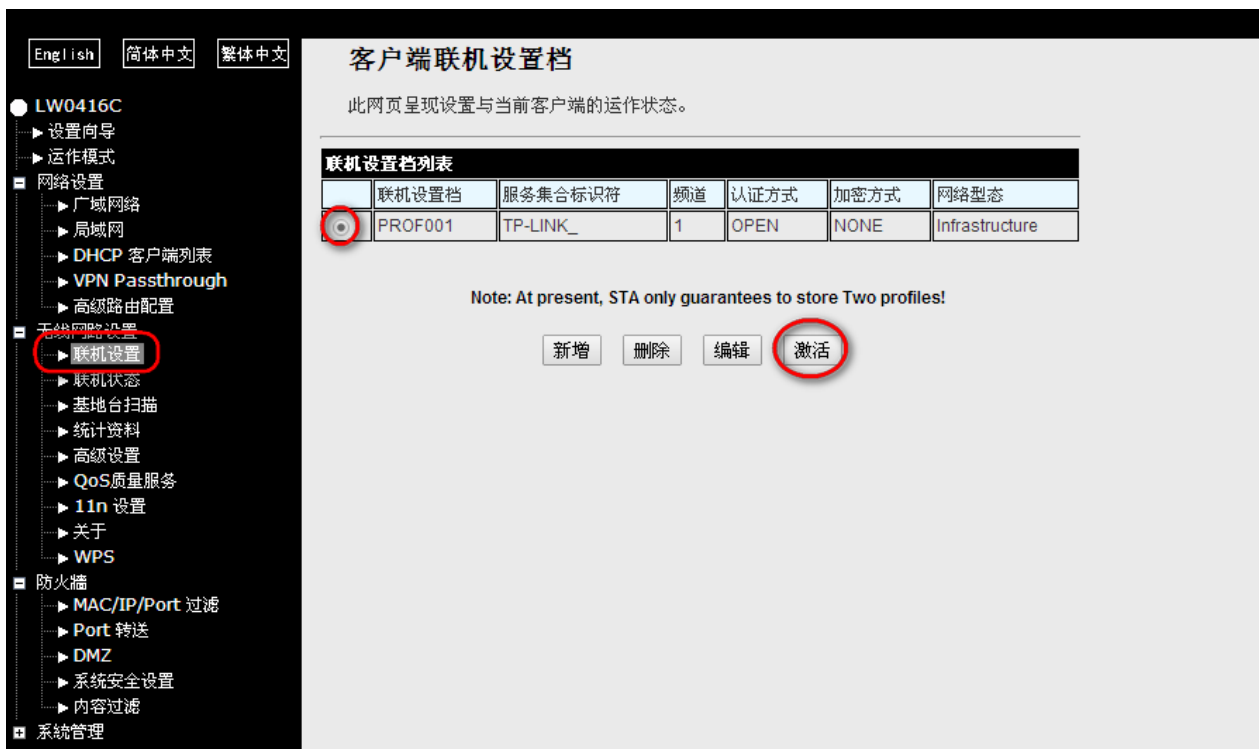 English 简体中文 繁体中文
LW0416C
设置向导
运作模式
网络设置
广域网络
局域网
DHCP 客户端列表
VPN Passthrough
高级路由配置
无线网路设置
联机设置
联机状态
基地台扫描
统计资料
高级设置
QoS质量服务
11n 设置
关于
WPS
防火墙
MAC/IP/Port 过滤
Port 转送
DMZ
系统安全设置
内容过滤
系统管理
客户端联机设置档
此网页呈现设置与当前客户端的运作状态。
联机设置档列表
联机设置档 服务集合标识符 频道 认证方式 加密方式 网络型态
PROF001 TP-LINK_ 1 OPEN NONE Infrastructure
Note: At present, STA only guarantees to store Two profiles!
新增 删除 编辑 激活